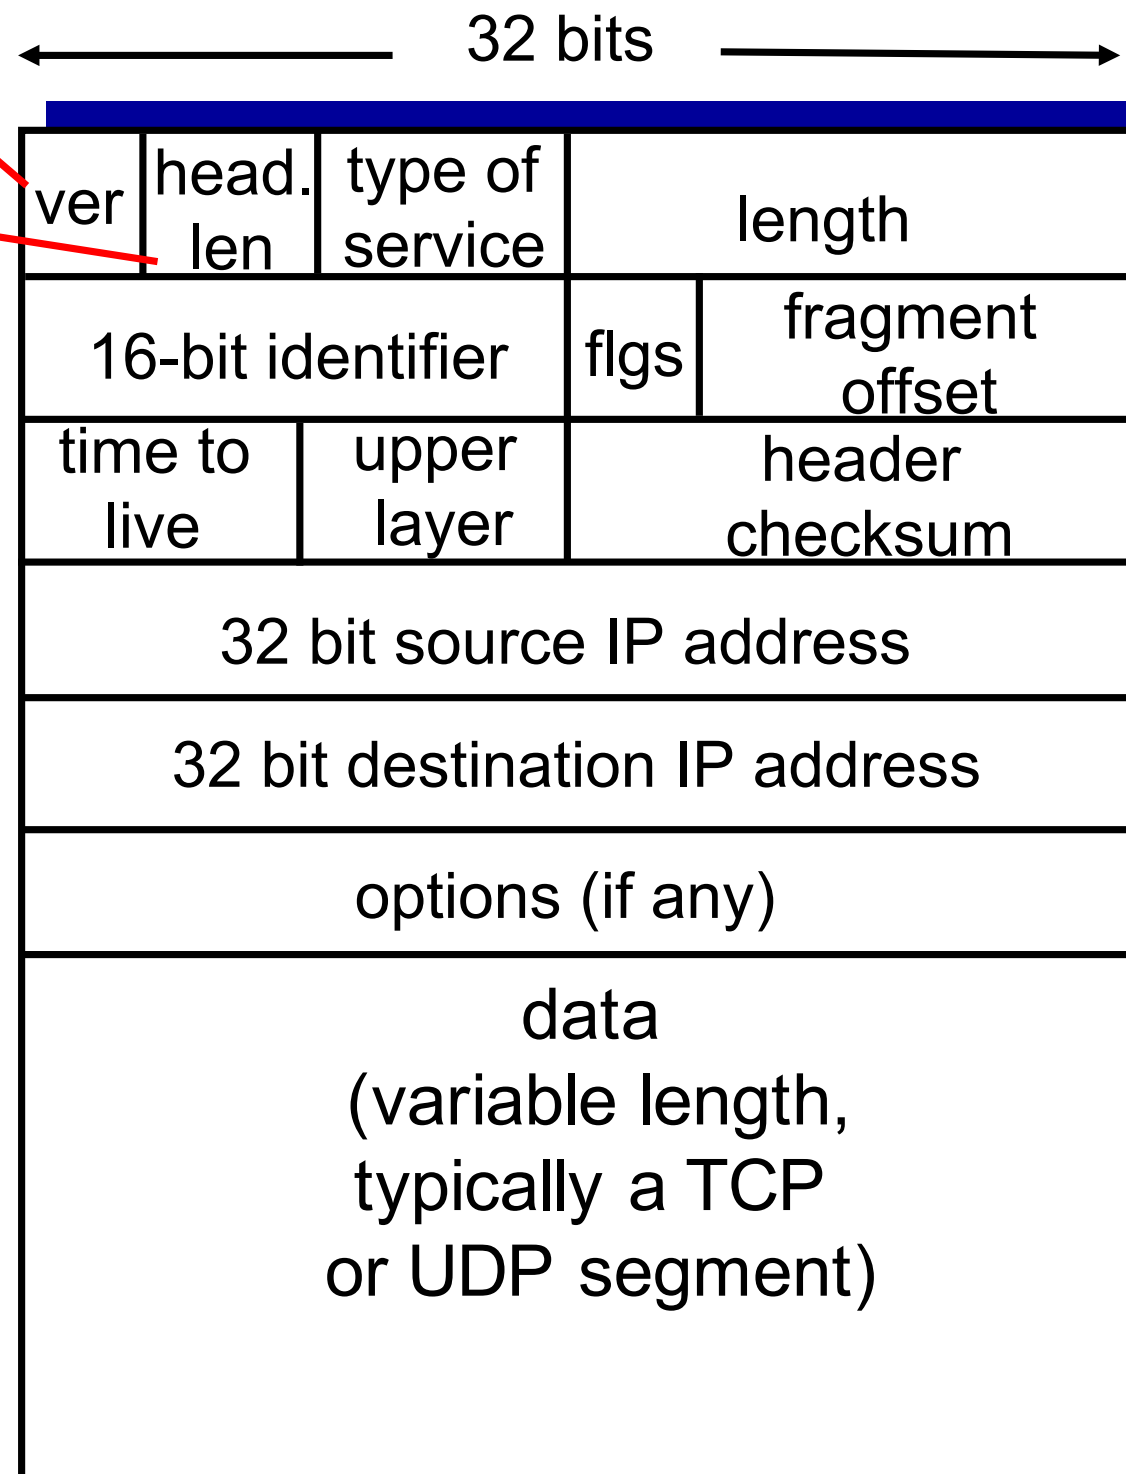 32 bits
ver
head.
len
type of
service
length
16-bit identifier
flgs
fragment
offset
time to
live
upper
layer
header
checksum
32 bit source IP address
32 bit destination IP address
options (if any)
data
(variable length,
typically a TCP
or UDP segment)